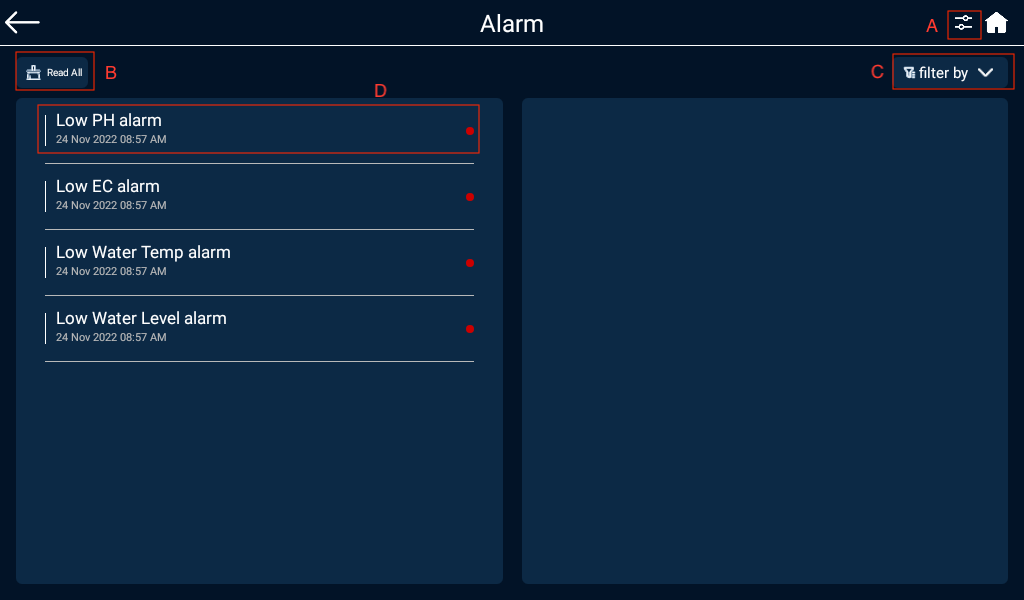 Alarm
A
Read All
B
C
filter by
D
Low PH alarm
24 Nov 2022 08:57 AM
Low EC alarm
24 Nov 2022 08:57 AM
Low Water Temp alarm
24 Nov 2022 08:57 AM
Low Water Level alarm
24 Nov 2022 08:57 AM